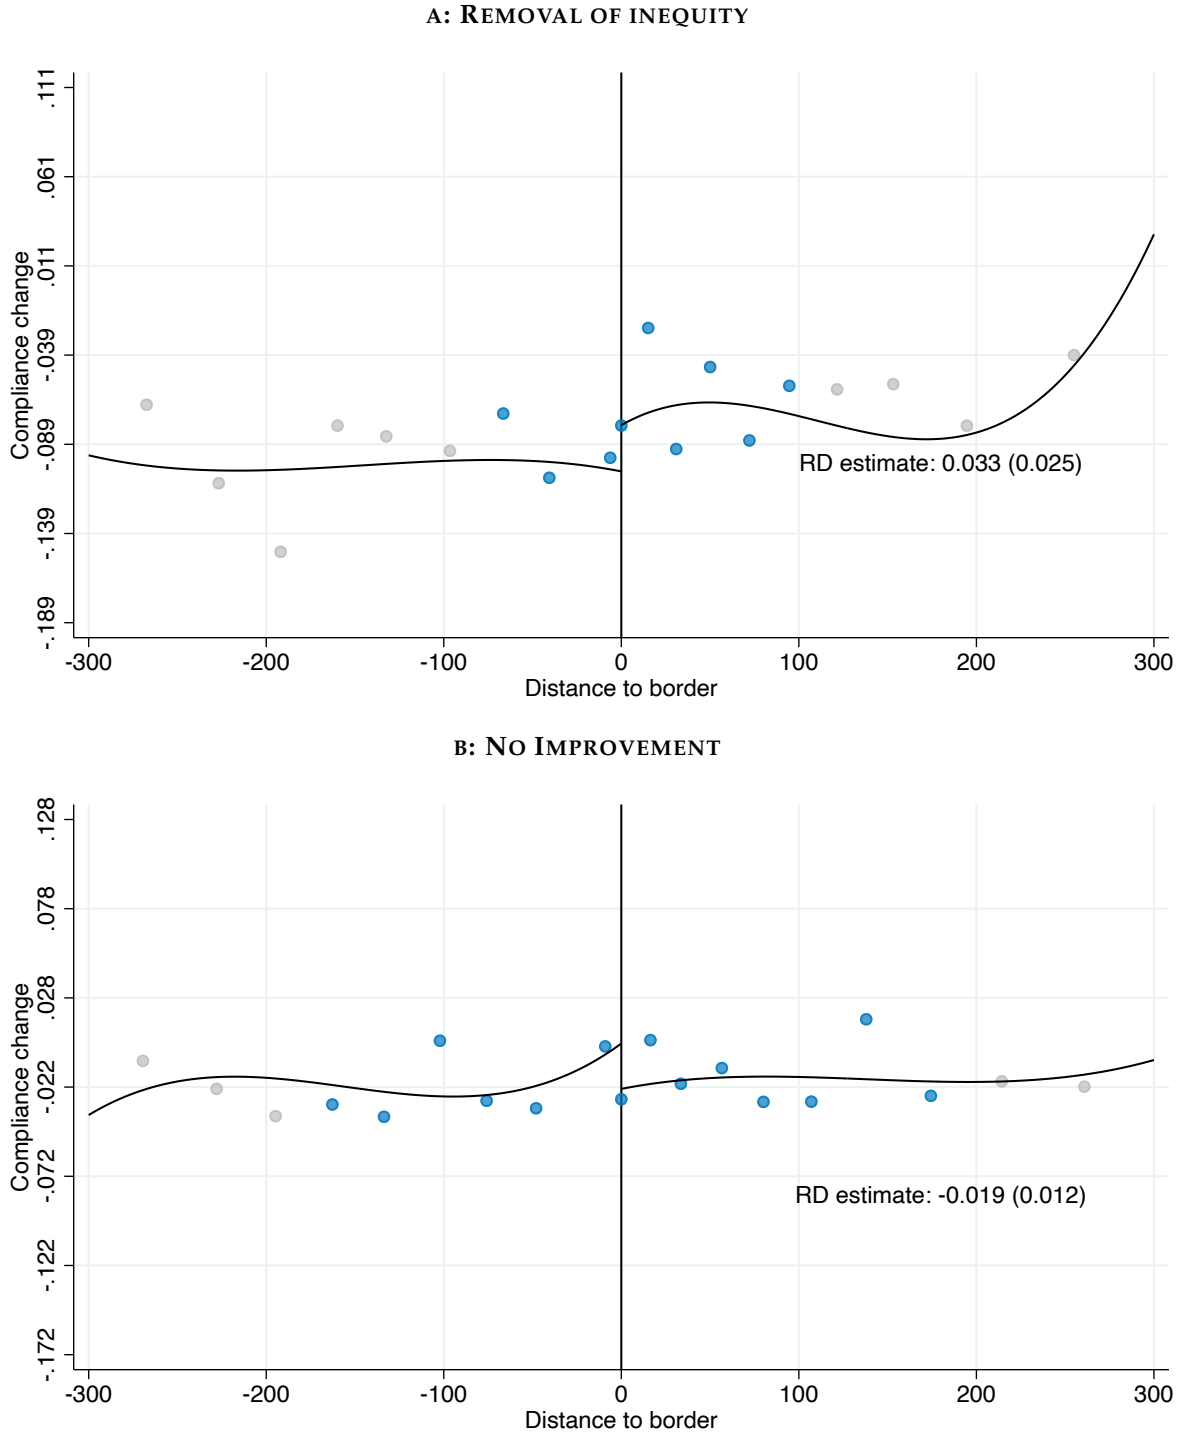 A: REMOVAL OF INEQUITY
.111
.061
.011
-.039
-.089
-.139
-.189
Compliance change
RD estimate: 0.033 (0.025)
-300 -200 -100 0 100 200 300
Distance to border
B: NO IMPROVEMENT
.128
.078
.028
-.022
-.072
-.122
-.172
Compliance change
RD estimate: -0.019 (0.012)
-300 -200 -100 0 100 200 300
Distance to border